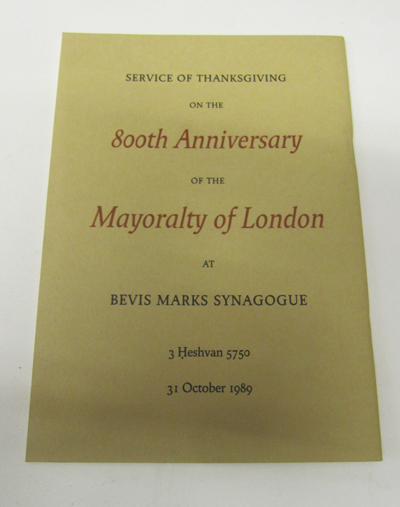 SERVICE OF THANKSGIVING
ON THE
800th Anniversary
OF THE
Mayoralty of London
AT
BEVIS MARKS SYNAGOGUE
3 Ḥeshvan 5750
31 October 1989